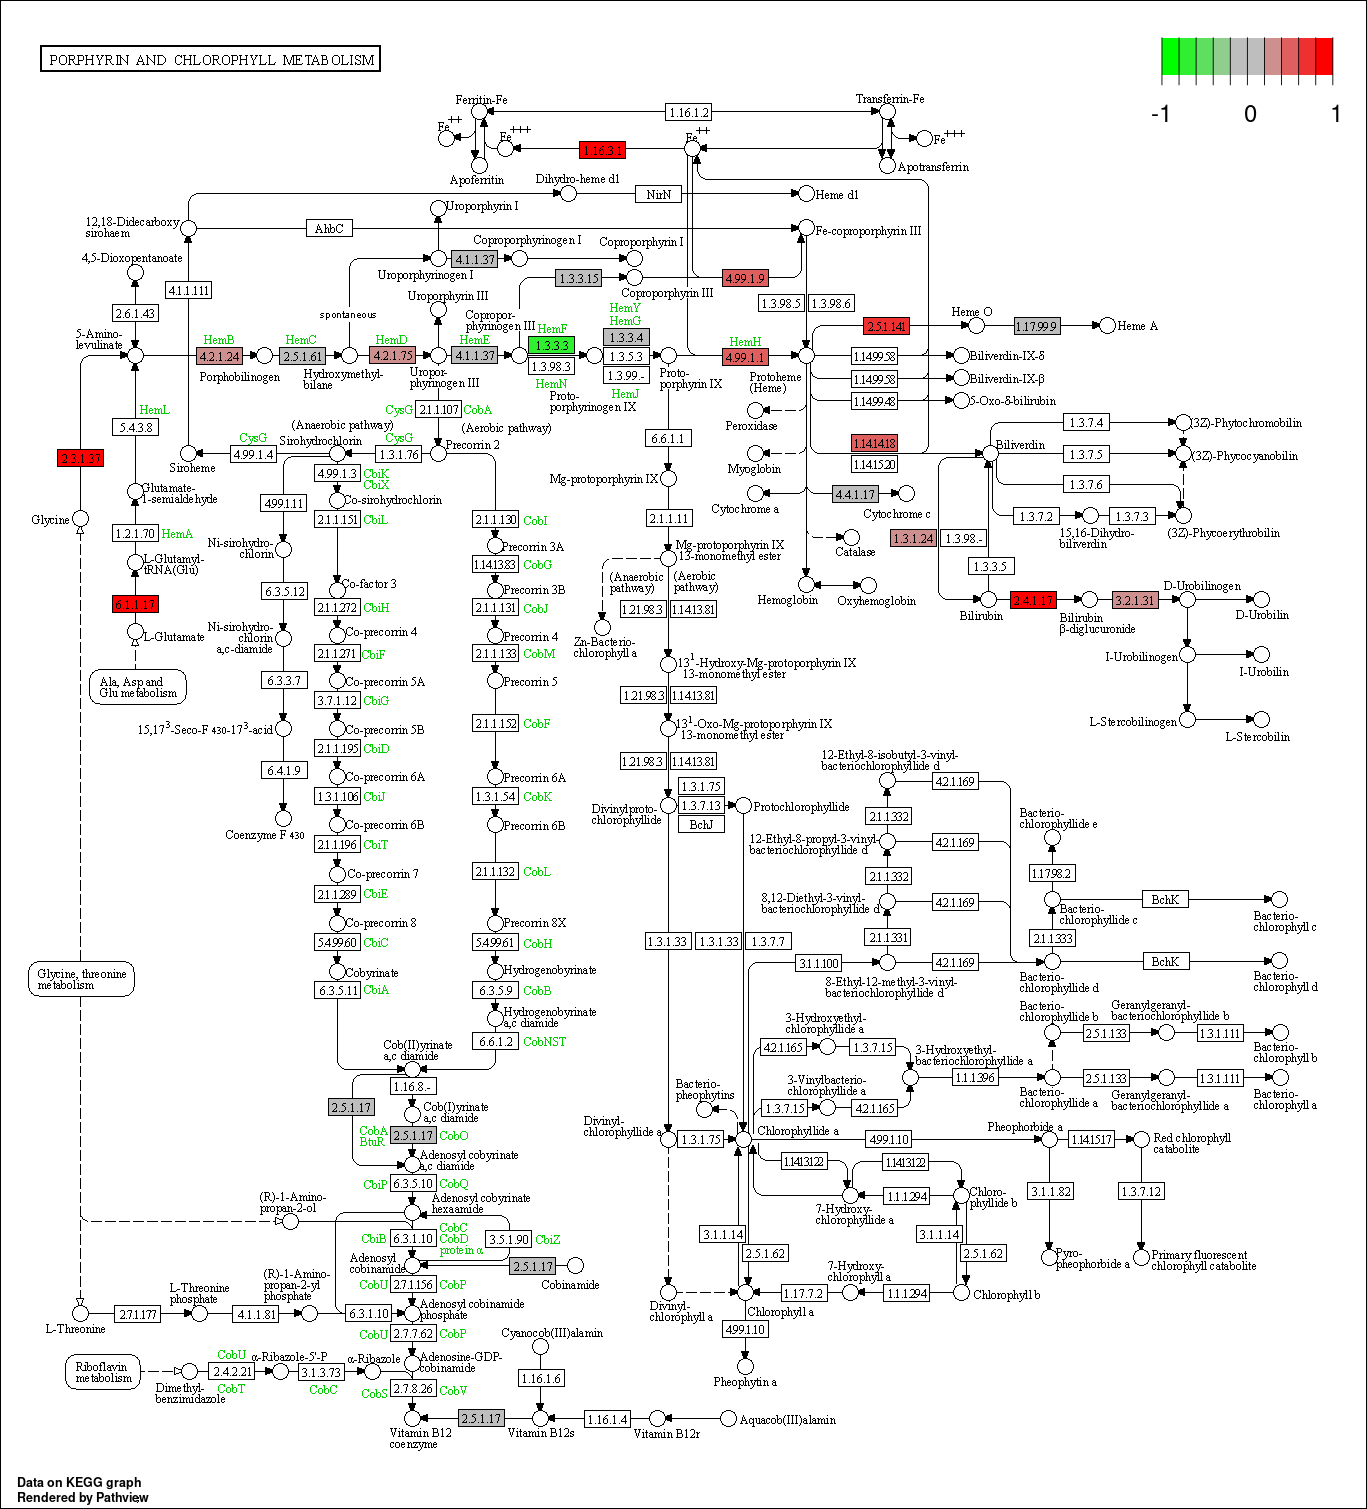 PORPHYRIN AND CHLOROPHYLL METABOLISM
-1
0
1
Ferritin-Fe
1.16.1.2
Transferrin-Fe
Fe++
Fe+++
1.16.3.1
Fe++
Fe+++
Apoferritin
Apotransferrin
Dihydro-heme d1
NirN
Heme d1
Uroporphyrin I
12,18-Didecarboxy
sirohaem
AhbC
Fe-coproporphyrin III
4,5-Dioxopentanoate
4.1.1.37
Coproporphyrinogen I
Coproporphyrin I
Uroporphyrinogen I
1.3.3.15
Coproporphyrin III
4.99.1.9
4.1.1.111
2.6.1.43
spontaneous
Uroporphyrin III
Copropor-
phyrinogen III
HemY
HemG
1.3.98.5
1.3.98.6
5-Amino-
levulinate
HemB
4.2.1.24
Porphobilinogen
HemC
2.5.1.61
Hydroxymethyl-
bilane
HemD
4.2.1.75
Uropor-
phyrinogen III
HemE
4.1.1.37
HemF
1.3.3.3
1.3.98.3
HemN
Proto-
porphyrinogen IX
1.3.3.4
1.3.5.3
1.3.99.-
HemJ
Proto-
porphyrin IX
HemH
4.99.1.1
Protoheme
(Heme)
2.5.1.141
Heme O
1.17.99.9
Heme A
1.14.99.58
Biliverdin-IX-δ
1.14.99.58
Biliverdin-IX-β
1.14.99.48
5-Oxo-δ-bilirubin
HemL
5.4.3.8
CysG
2.1.1.107
CobA
(Anaerobic pathway)
(Aerobic pathway)
Peroxidase
Myoglobin
1.14.14.18
1.14.15.20
Biliverdin
1.3.7.4
(3Z)-Phytochromobilin
1.3.7.5
(3Z)-Phycocyanobilin
1.3.7.6
1.3.7.2
1.3.7.3
15,16-Dihydro-
biliverdin
(3Z)-Phycoerythrobilin
2.3.1.37
Siroheme
CysG
4.99.1.4
Sirohydrochlorin
CysG
1.3.1.76
Precorrin 2
6.6.1.1
Mg-protoporphyrin IX
Cytochrome a
4.4.1.17
Cytochrome c
Catalase
1.3.1.24
1.3.98.-
1.3.3.5
Glutamate-
1-semialdehyde
Glycine
1.2.1.70
HemA
L-Glutamyl-
tRNA(Glu)
6.1.1.17
L-Glutamate
Ala, Asp and
Glu metabolism
4.99.1.3
CbiK
CbiX
Co-sirohydrochlorin
4.99.1.11
Ni-sirohydro-
chlorin
6.3.5.12
Ni-sirohydro-
chlorin
a,c-diamide
6.3.3.7
15,17³-Seco-F 430-17³-acid
6.4.1.9
Coenzyme F 430
2.1.1.151
CbiL
Co-factor 3
2.1.1.272
CbiH
Co-precorrin 4
2.1.1.271
CbiF
Co-precorrin 5A
3.7.1.12
CbiG
Co-precorrin 5B
2.1.1.195
CbiD
Co-precorrin 6A
1.3.1.106
CbiJ
Co-precorrin 6B
2.1.1.196
CbiT
Co-precorrin 7
2.1.1.289
CbiE
Co-precorrin 8
5.4.99.60
CbiC
Cobyrinate
6.3.5.11
CbiA
2.1.1.130
CobI
Precorrin 3A
1.14.13.83
CobG
Precorrin 3B
2.1.1.131
CobJ
Precorrin 4
2.1.1.133
CobM
Precorrin 5
2.1.1.152
CobF
Precorrin 6A
1.3.1.54
CobK
Precorrin 6B
2.1.1.132
CobL
Precorrin 8X
5.4.99.61
CobH
Hydrogenobyrinate
6.3.5.9
CobB
Hydrogenobyrinate
a,c diamide
6.6.1.2
CobNST
2.1.1.11
Mg-protoporphyrin IX
13-monomethyl ester
(Anaerobic
pathway)
(Aerobic
pathway)
1.21.98.3
1.14.13.81
Zn-Bacterio-
chlorophyll a
13¹-Hydroxy-Mg-protoporphyrin IX
13-monomethyl ester
1.21.98.3
1.14.13.81
13¹-Oxo-Mg-protoporphyrin IX
13-monomethyl ester
1.21.98.3
1.14.13.81
Hemoglobin
Oxyhemoglobin
Bilirubin
2.4.1.17
Bilirubin
β-diglucuronide
3.2.1.31
D-Urobilinogen
D-Urobilin
I-Urobilinogen
I-Urobilin
L-Stercobilinogen
L-Stercobilin
Divinylproto-
chlorophyllide
1.3.1.75
1.3.7.13
BchJ
Protochlorophyllide
12-Ethyl-8-isobutyl-3-vinyl-
bacteriochlorophyllide d
4.2.1.169
2.1.1.332
12-Ethyl-8-propyl-3-vinyl-
bacteriochlorophyllide d
4.2.1.169
2.1.1.332
8,12-Diethyl-3-vinyl-
bacteriochlorophyllide d
4.2.1.169
2.1.1.331
3.1.1.100
4.2.1.169
8-Ethyl-12-methyl-3-vinyl-
bacteriochlorophyllide d
Bacterio-
chlorophyllide e
1.17.98.2
Bacterio-
chlorophyllide c
BchK
Bacterio-
chlorophyll c
2.1.1.333
Bacterio-
chlorophyllide d
BchK
Bacterio-
chlorophyll d
1.3.1.33
1.3.1.33
1.3.7.7
Glycine, threonine
metabolism
Bacterio-
chlorophyllide b
2.5.1.133
Geranylgeranyl-
bacteriochlorophyllide b
1.3.1.111
Bacterio-
chlorophyll b
3-Hydroxyethyl-
chlorophyllide a
4.2.1.165
1.3.7.15
3-Hydroxyethyl-
bacteriochlorophyllide a
1.1.1.396
3-Vinylbacterio-
chlorophyllide a
1.3.7.15
4.2.1.165
Bacterio-
chlorophyllide a
2.5.1.133
Geranylgeranyl-
bacteriochlorophyllide a
1.3.1.111
Bacterio-
chlorophyll a
Bacterio-
pheophytins
Cob(II)yrinate
a,c diamide
1.16.8.-
2.5.1.17
Cob(I)yrinate
a,c diamide
CobA
BtuR
2.5.1.17
CobO
Adenosyl cobyrinate
a,c diamide
CbiP
6.3.5.10
CobQ
Adenosyl cobyrinate
hexaamide
CbiB
6.3.1.10
CobC
CobD
protein α
3.5.1.90
CbiZ
Adenosyl
cobinamide
2.5.1.17
Cobinamide
CobU
2.7.1.156
CobP
Adenosyl cobinamide
phosphate
CobU
2.7.7.62
CobP
Adenosine-GDP-
cobinamide
CobS
2.7.8.26
CobV
Vitamin B12
coenzyme
Divinyl-
chlorophyllide a
1.3.1.75
Chlorophyllide a
4.99.1.10
Pheophorbide a
1.14.15.17
Red chlorophyll
catabolite
1.14.13.122
1.14.13.122
7-Hydroxy-
chlorophyllide a
1.1.1.294
Chloro-
phyllide b
3.1.1.82
1.3.7.12
3.1.1.14
2.5.1.62
3.1.1.14
2.5.1.62
Pyro-
pheophorbide a
Primary fluorescent
chlorophyll catabolite
Divinyl-
chlorophyll a
Chlorophyll a
1.17.7.2
7-Hydroxy-
chlorophyll a
1.1.1.294
Chlorophyll b
4.99.1.10
Pheophytin a
(R)-1-Amino-
propan-2-ol
L-Threonine
2.7.1.177
L-Threonine
phosphate
4.1.1.81
(R)-1-Amino-
propan-2-yl
phosphate
6.3.1.10
Riboflavin
metabolism
Dimethyl-
benzimidazole
CobU
2.4.2.21
CobT
α-Ribazole-5'-P
3.1.3.73
CobC
α-Ribazole
Cyanocob(III)alamin
1.16.1.6
2.5.1.17
Vitamin B12s
1.16.1.4
Vitamin B12r
Aquacob(III)alamin
Data on KEGG graph
Rendered by Pathview